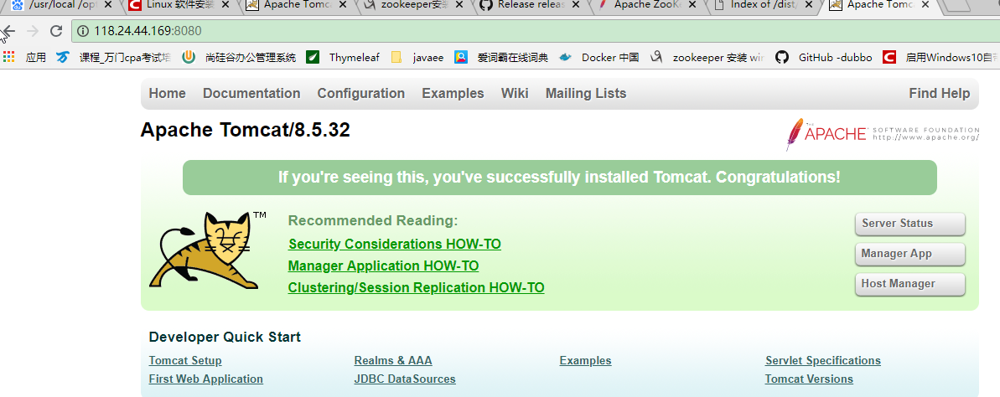 /usr/local /opt
Linux 软件安装
Apache Tomc
zookeeper安
Release releas
Apache ZooKe
Index of /dist/
Apache Tomc
118.24.44.169:8080
应用
课程_万门cpa考试培
尚硅谷办公管理系统
Thymeleaf
javaee
爱词霸在线词典
Docker 中国
zookeeper 安装 win
GitHub -dubbo
启用Windows10自带
Home Documentation Configuration Examples Wiki Mailing Lists Find Help
Apache Tomcat/8.5.32
THE APACHE SOFTWARE FOUNDATION
http://www.apache.org/
If you're seeing this, you've successfully installed Tomcat. Congratulations!
TM
Recommended Reading:
Security Considerations HOW-TO
Manager Application HOW-TO
Clustering/Session Replication HOW-TO
Server Status
Manager App
Host Manager
Developer Quick Start
Tomcat Setup
First Web Application
Realms & AAA
JDBC DataSources
Examples
Servlet Specifications
Tomcat Versions